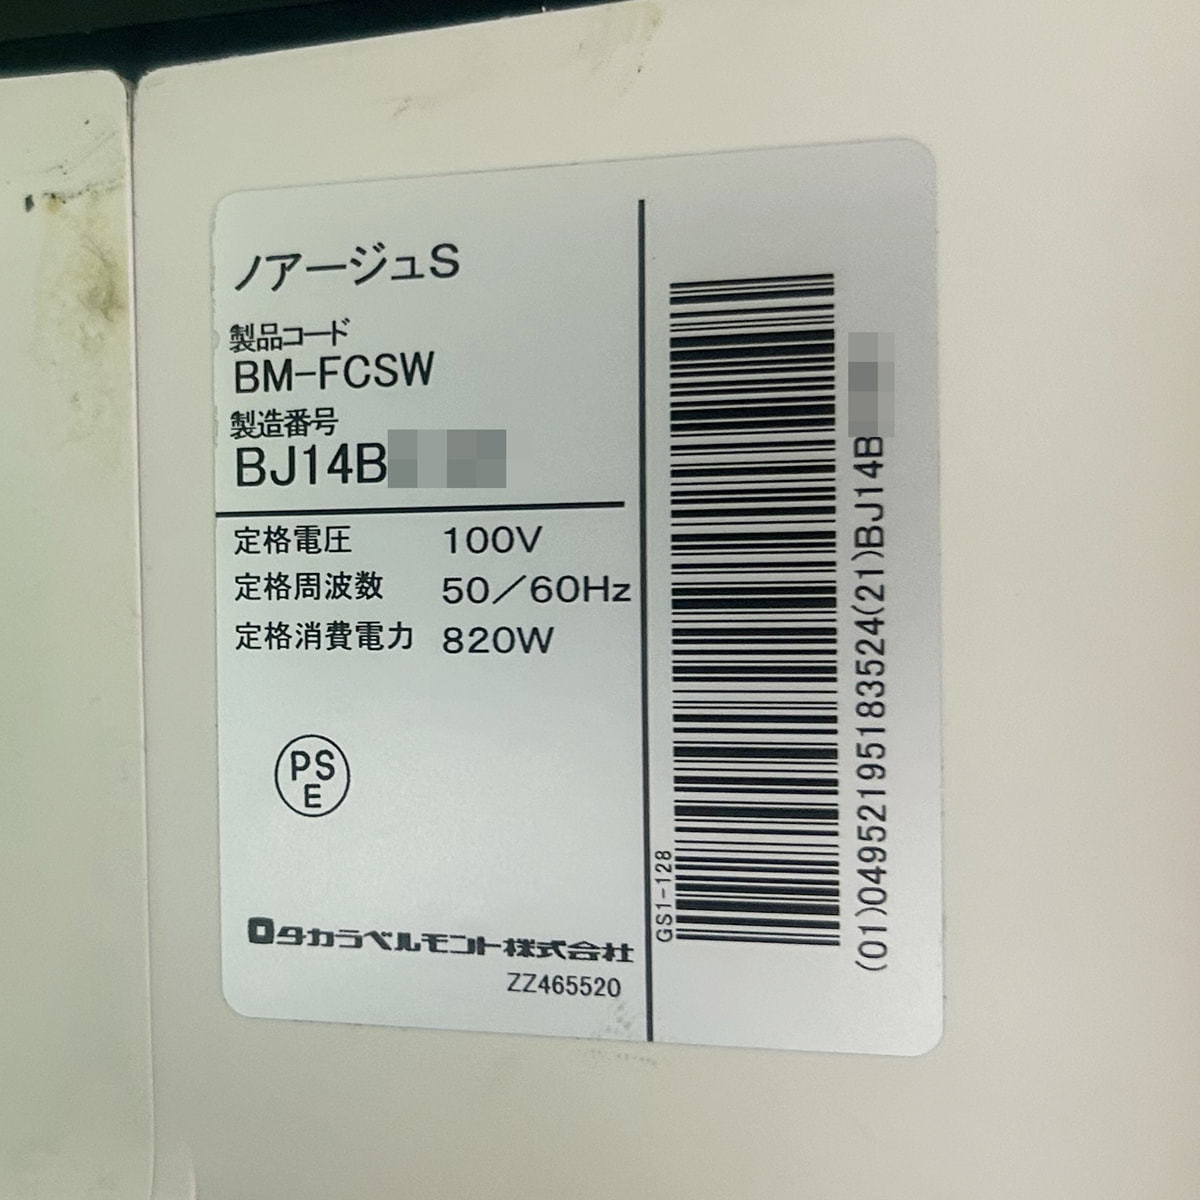 ノアージュS
製品コード
BM-FCSW
製造番号
BJ14B
定格電圧 100V
定格周波数 50/60Hz
定格消費電力 820W
PS
E
タカラベルモント株式会社
ZZ465520
GS1-128
(01)04952195183524(21)BJ14B